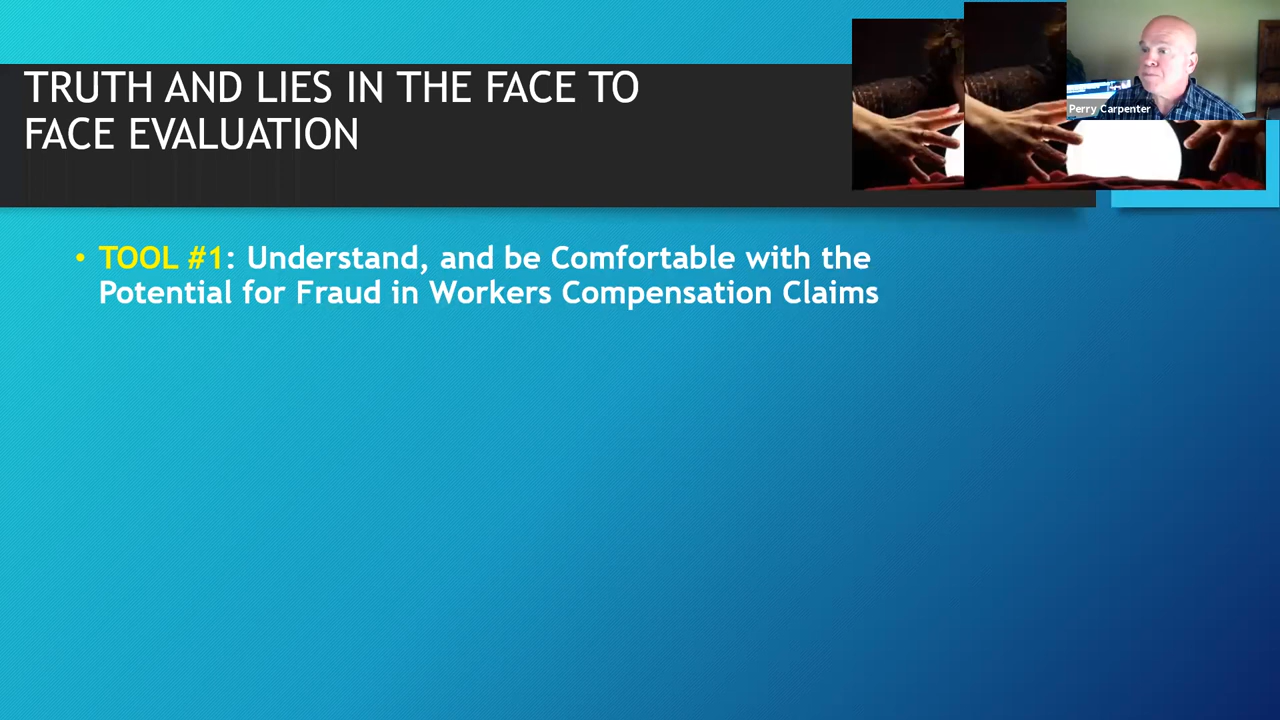 TRUTH AND LIES IN THE FACE TO
FACE EVALUATION
Perry Carpenter
• TOOL #1: Understand, and be Comfortable with the
Potential for Fraud in Workers Compensation Claims